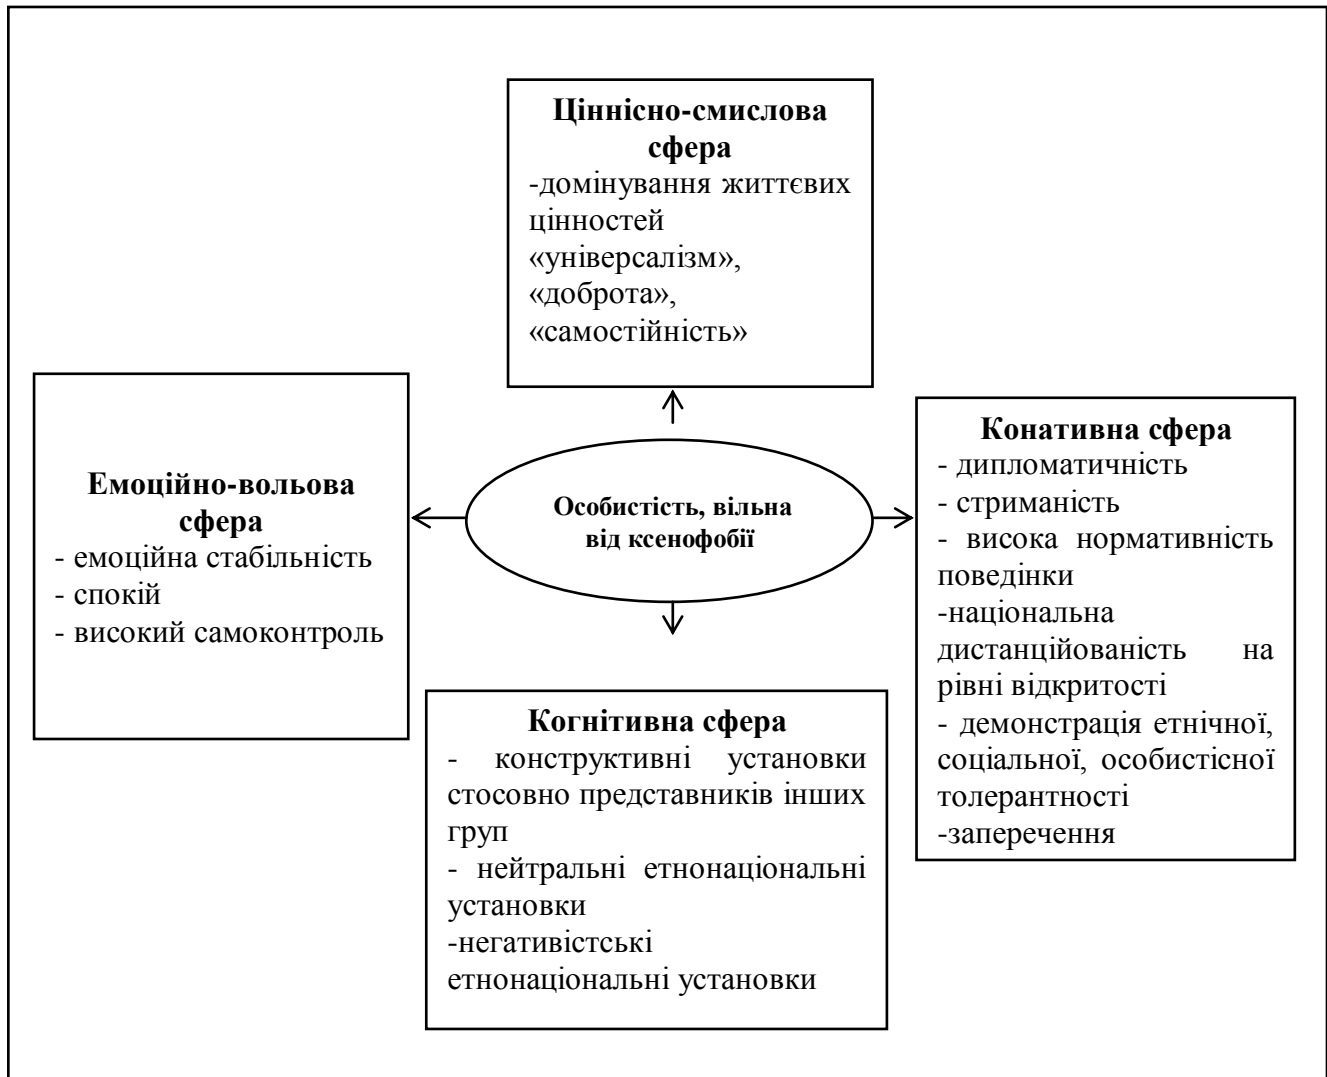 Ціннісно-смислова
сфера
-домінування життєвих
цінностей
«універсалізм»,
«доброта»,
«самостійність»
Емоційно-вольова
сфера
- емоційна стабільність
- спокій
- високий самоконтроль
Особистість, вільна
від ксенофобії
Конативна сфера
- дипломатичність
- стриманість
- висока нормативність
поведінки
-національна
дистанційованість на
рівні відкритості
- демонстрація етнічної,
соціальної, особистісної
толерантності
-заперечення
Когнітивна сфера
- конструктивні установки
стосовно представників інших
груп
- нейтральні етнонаціональні
установки
-негативістські
етнонаціональні установки